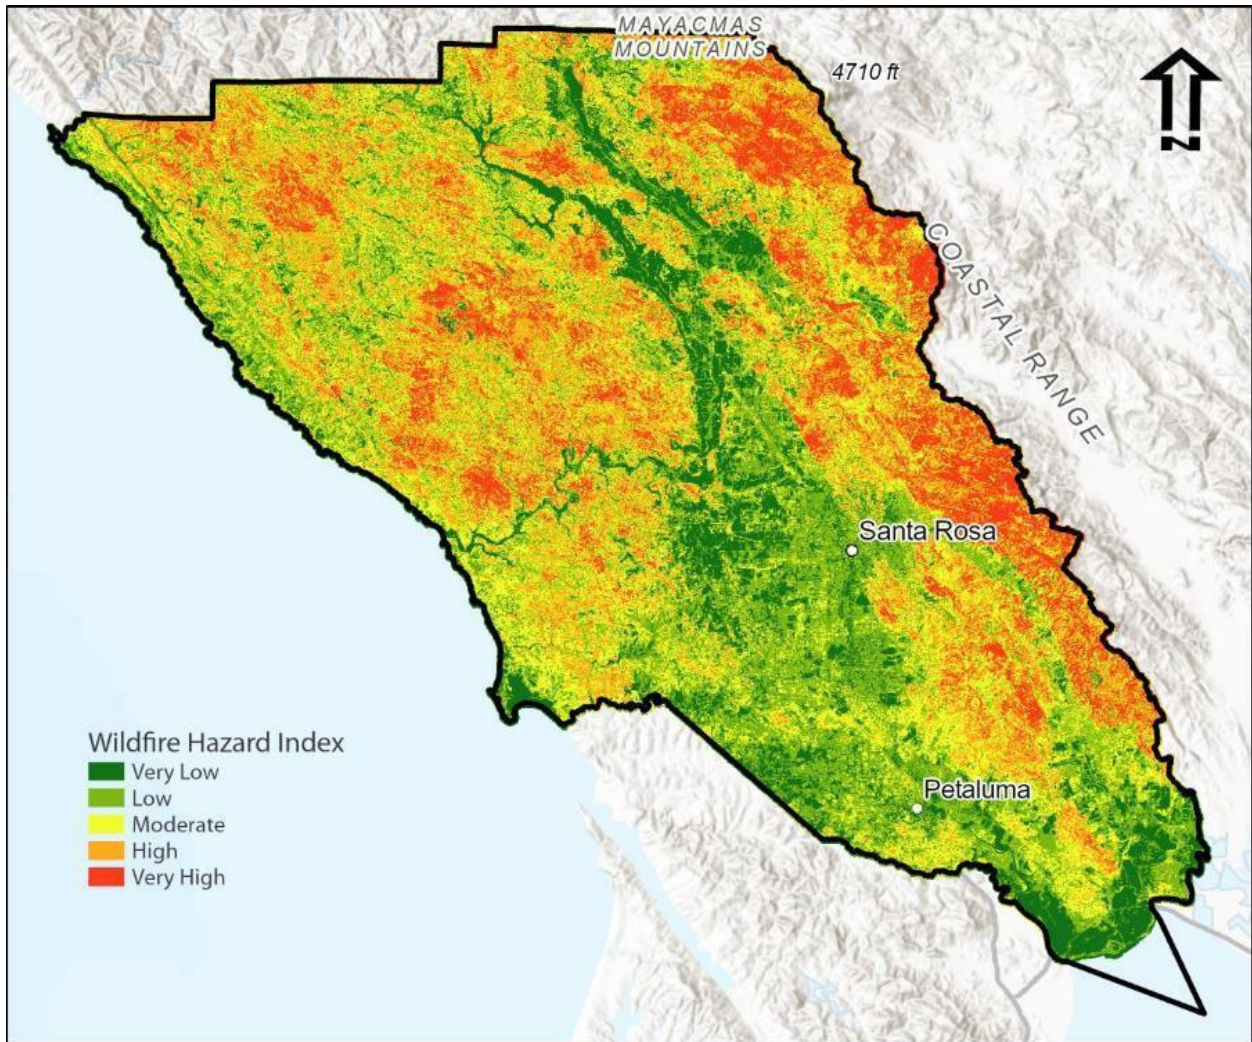 MAYACMAS
MOUNTAINS
4710 ft
N
COASTAL RANGE
Santa Rosa
Wildfire Hazard Index
Very Low
Low
Moderate
High
Very High
Petaluma